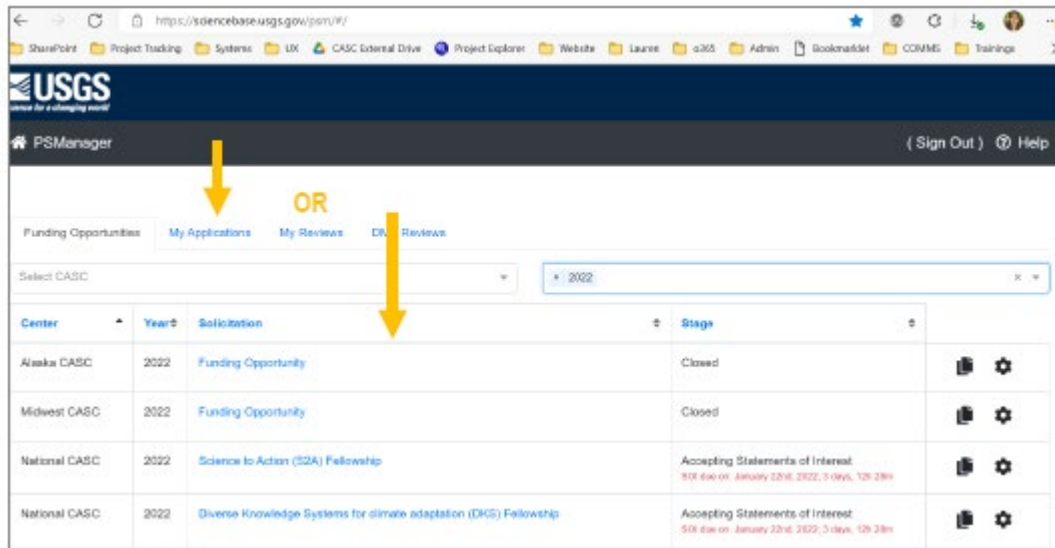 https://sciencebase.usgs.gov/psm/#/
SharePoint Project Tracking Systems UX CASC External Drive Project Explorer Website Lauren a365 Admin Bookmarklet COMMS Trainings
USGS
science for a changing world
PSManager ( Sign Out ) Help
OR
Funding Opportunities My Applications My Reviews Reviews
Select CASC × 2022 ×
Center Year Solicitation Stage
Alaska CASC 2022 Funding Opportunity Closed
Midwest CASC 2022 Funding Opportunity Closed
National CASC 2022 Science to Action (S2A) Fellowship Accepting Statements of Interest
SOI due on: January 22nd, 2022; 3 days, 12h 28m
National CASC 2022 Diverse Knowledge Systems for climate adaptation (DKS) Fellowship Accepting Statements of Interest
SOI due on: January 22nd, 2022; 3 days, 12h 28m